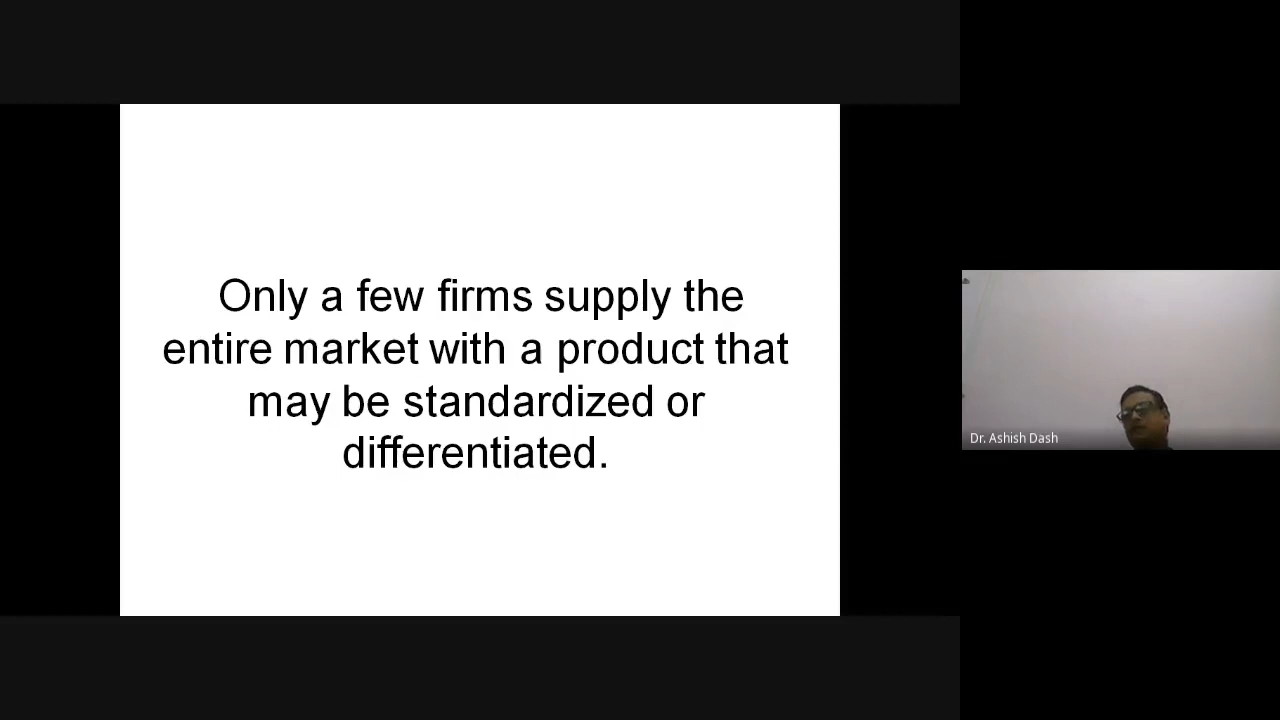 Only a few firms supply the
entire market with a product that
may be standardized or
differentiated.
Dr. Ashish Dash